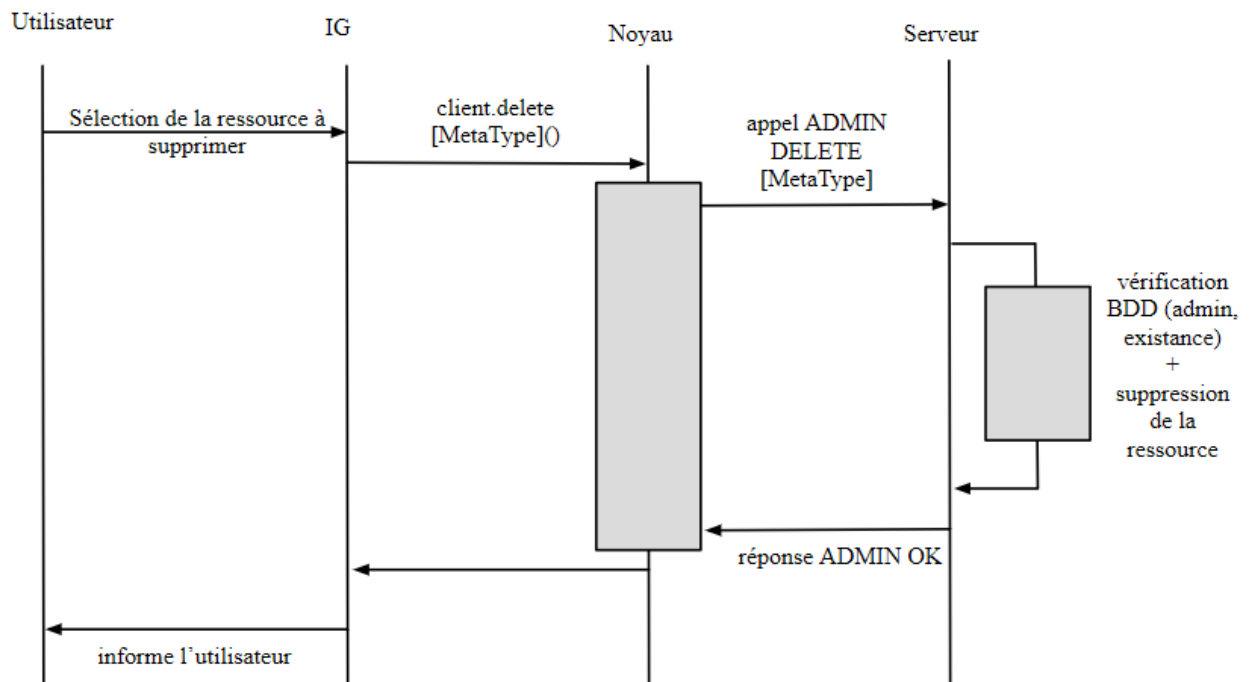 Utilisateur
IG
Noyau
Serveur
Sélection de la ressource à
supprimer
client.delete
[MetaType]()
appel ADMIN
DELETE
[MetaType]
vérification
BDD (admin,
existance)
+
suppression
de la
ressource
réponse ADMIN OK
informe l’utilisateur